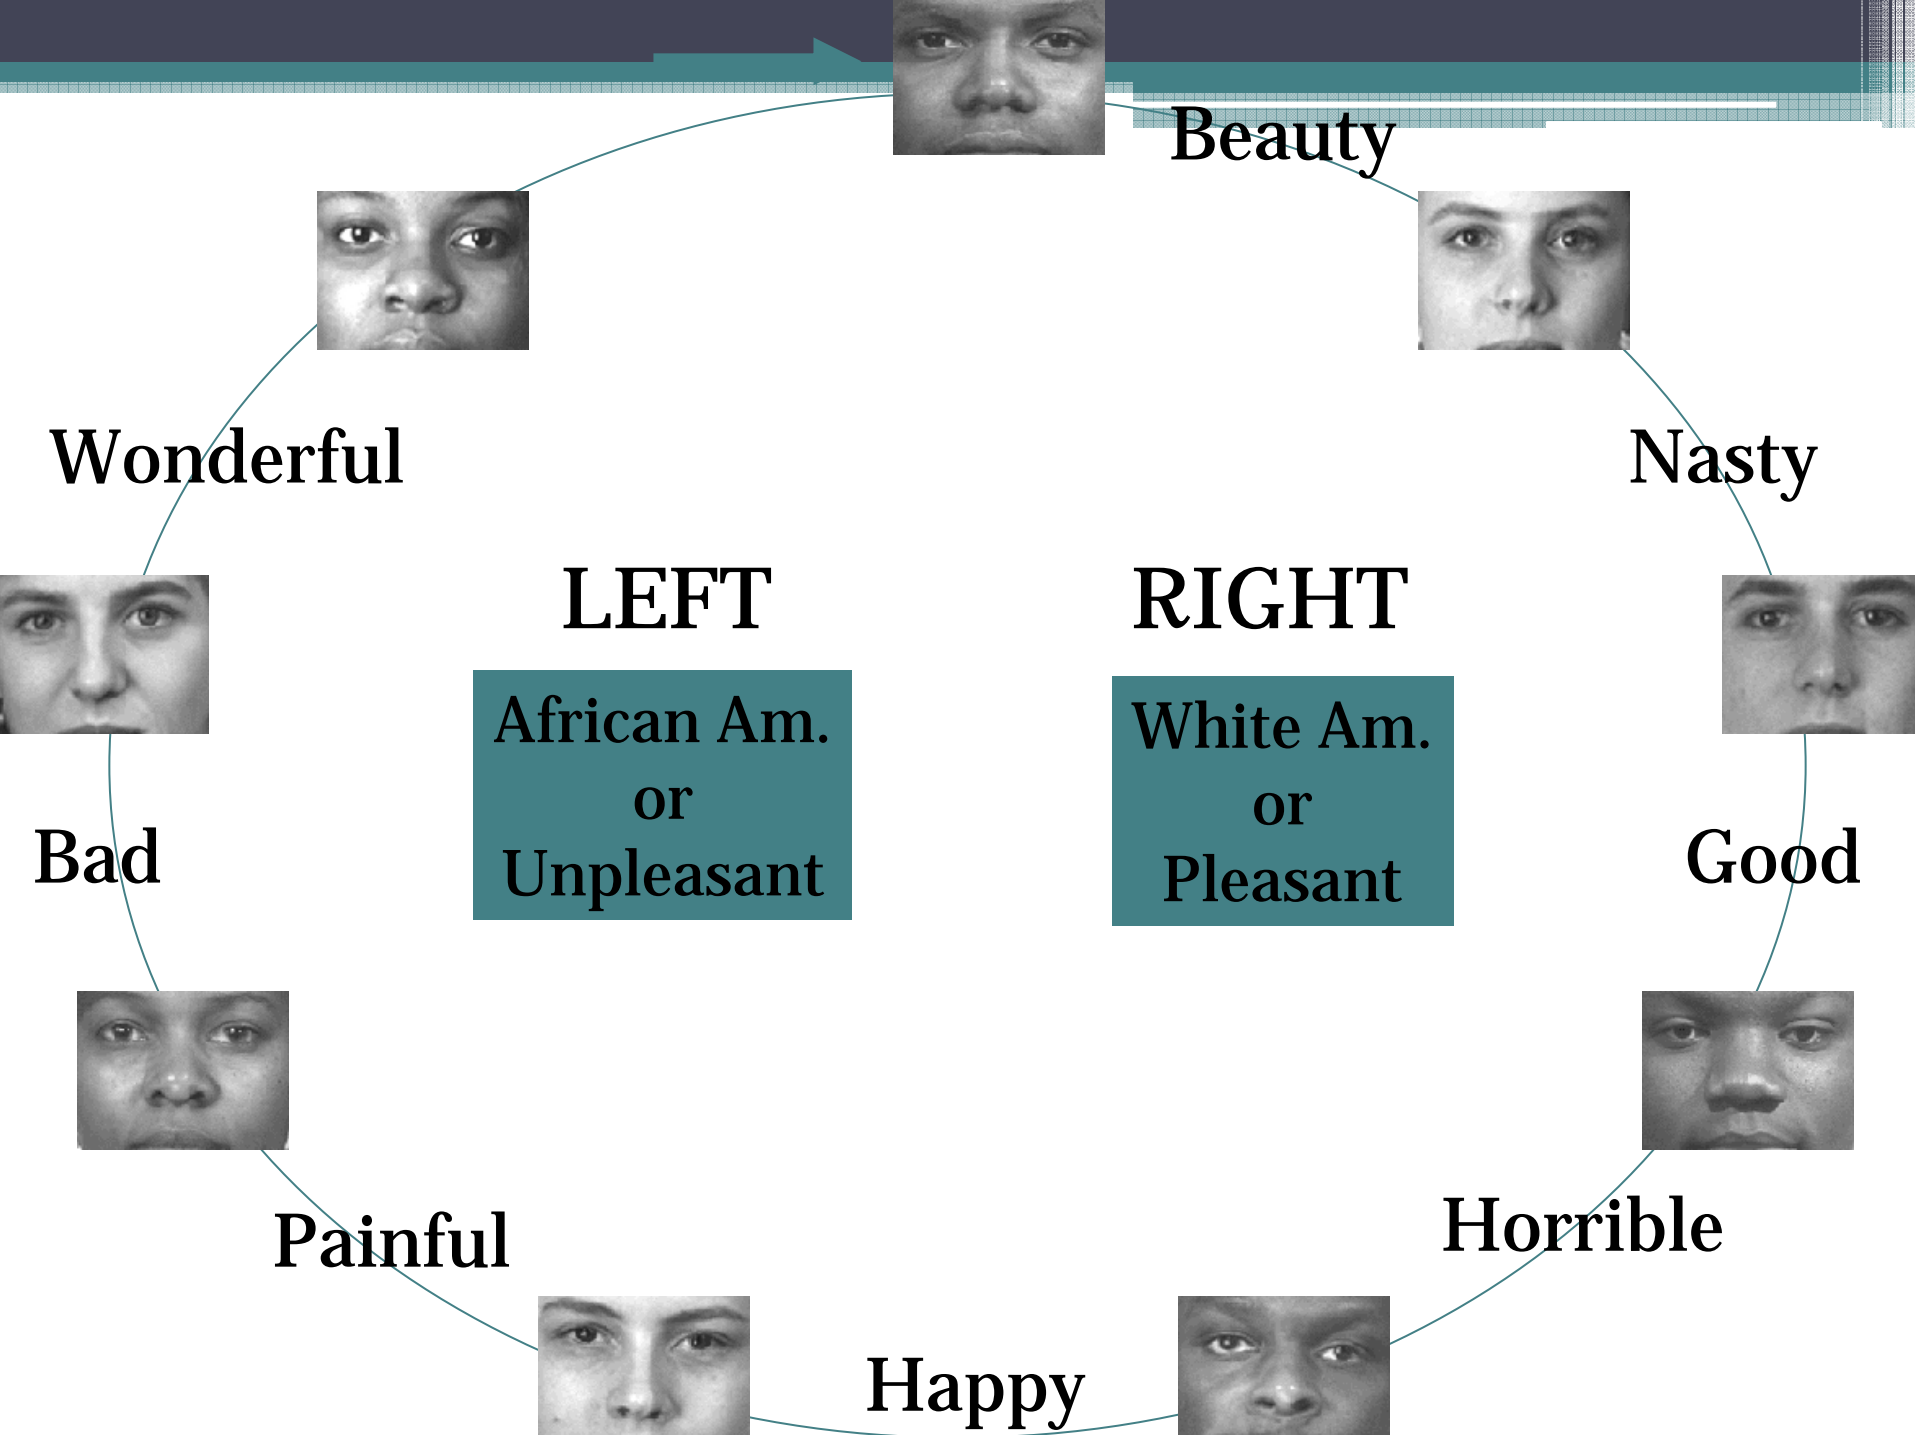 Beauty
Wonderful
Nasty
LEFT
RIGHT
African Am.
or
Unpleasant
White Am.
or
Pleasant
Bad
Good
Painful
Horrible
Happy